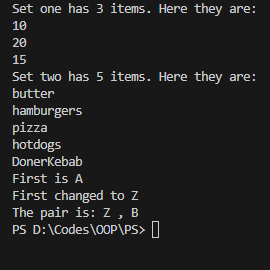 Set one has 3 items. Here they are:
10
20
15
Set two has 5 items. Here they are:
butter
hamburgers
pizza
hotdogs
DonerKebab
First is A
First changed to Z
The pair is: Z , B
PS D:\Codes\OOP\PS>